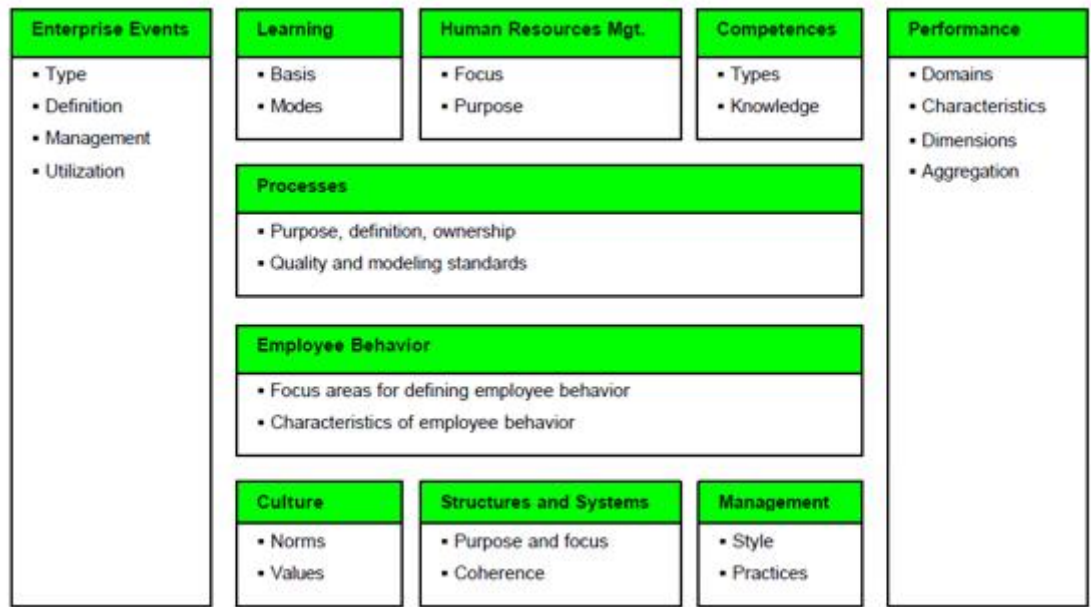 Enterprise Events
▪ Type
▪ Definition
▪ Management
▪ Utilization
Learning
▪ Basis
▪ Modes
Human Resources Mgt.
▪ Focus
▪ Purpose
Competences
▪ Types
▪ Knowledge
Performance
▪ Domains
▪ Characteristics
▪ Dimensions
▪ Aggregation
Processes
▪ Purpose, definition, ownership
▪ Quality and modeling standards
Employee Behavior
▪ Focus areas for defining employee behavior
▪ Characteristics of employee behavior
Culture
▪ Norms
▪ Values
Structures and Systems
▪ Purpose and focus
▪ Coherence
Management
▪ Style
▪ Practices